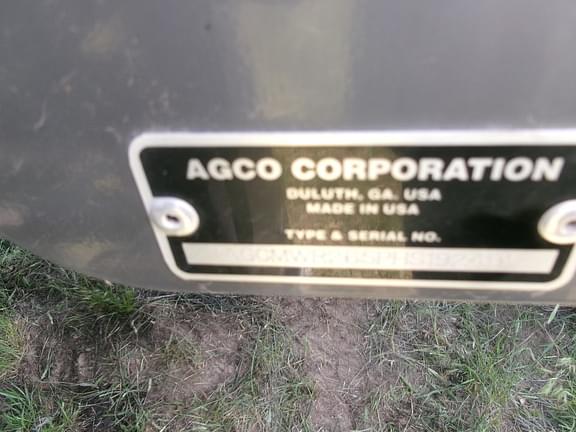 AGCO CORPORATION
DULUTH, GA. USA
MADE IN USA
TYPE & SERIAL NO.